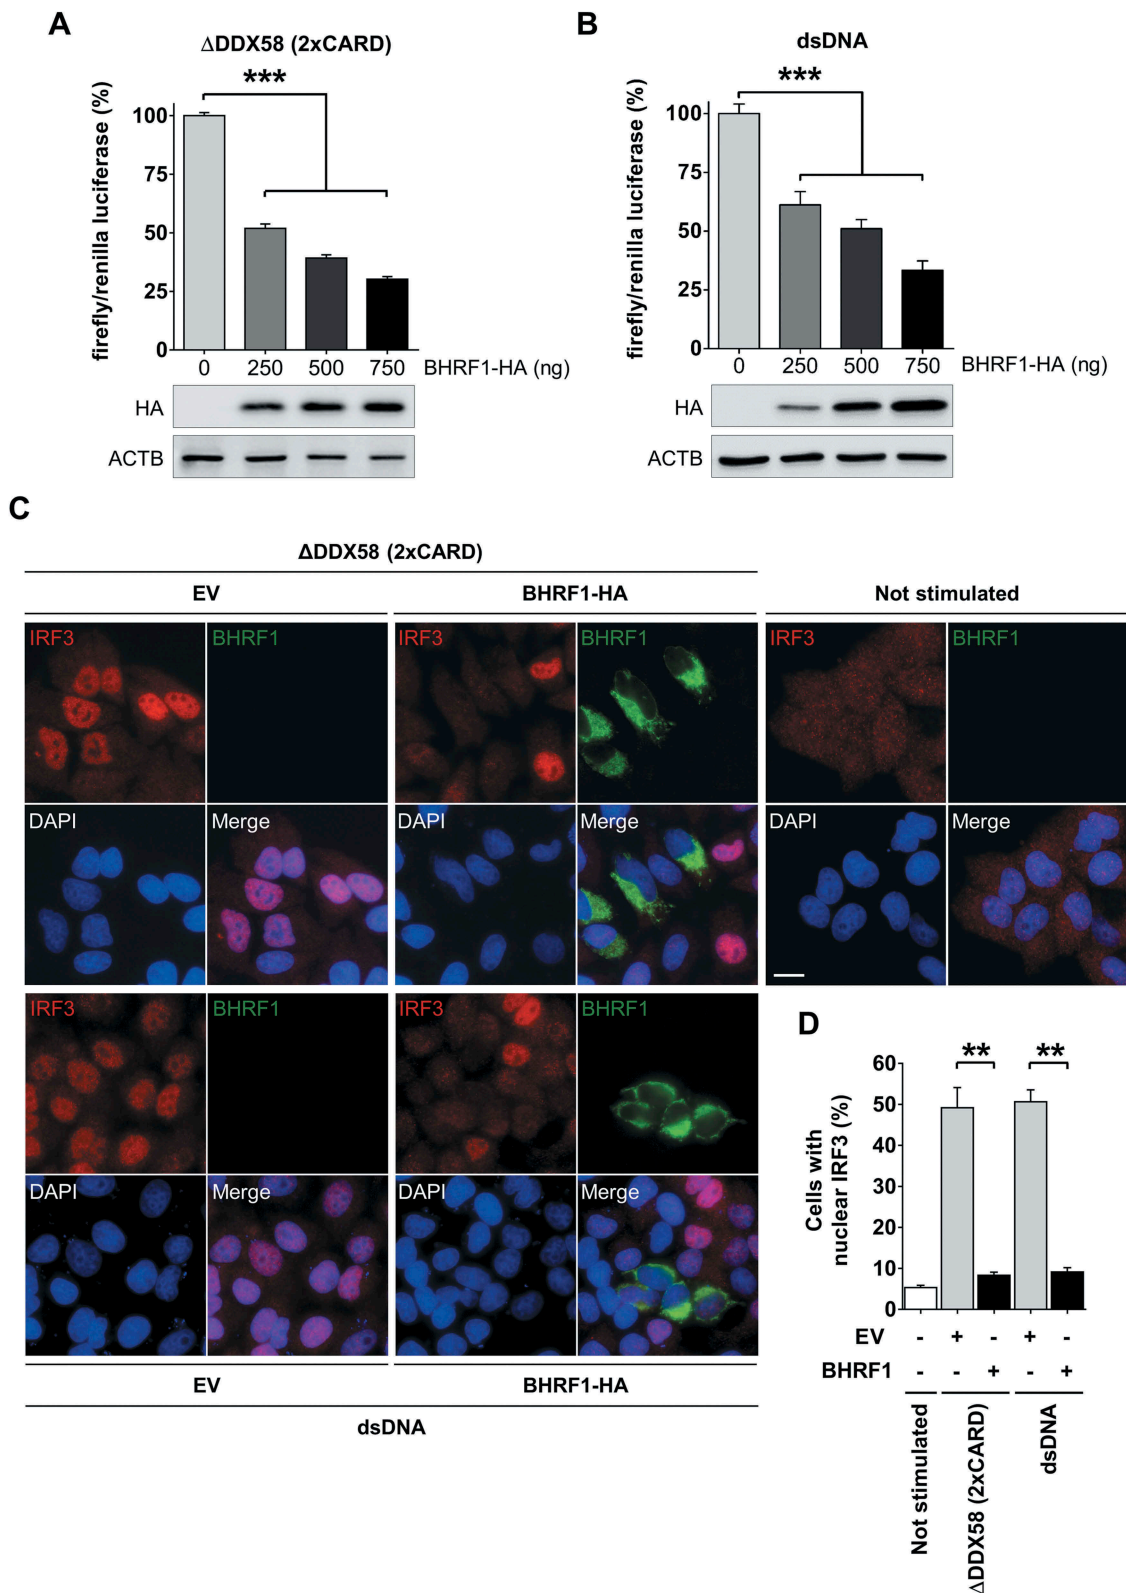 A
ΔDDX58 (2xCARD)
***
firefly/renilla luciferase (%)
100
75
50
25
0
0 250 500 750 BHRF1-HA (ng)
HA
ACTB
B
dsDNA
***
firefly/renilla luciferase (%)
100
75
50
25
0
0 250 500 750 BHRF1-HA (ng)
HA
ACTB
C
ΔDDX58 (2xCARD)
EV BHRF1-HA Not stimulated
IRF3 BHRF1 IRF3 BHRF1 IRF3 BHRF1
DAPI Merge DAPI Merge DAPI Merge
IRF3 BHRF1 IRF3 BHRF1
DAPI Merge DAPI Merge
EV BHRF1-HA
dsDNA
D
** **
Cells with
nuclear IRF3 (%)
60
50
40
30
20
10
0
EV - + - + -
BHRF1 - - + - +
Not stimulated
ΔDDX58 (2xCARD)
dsDNA